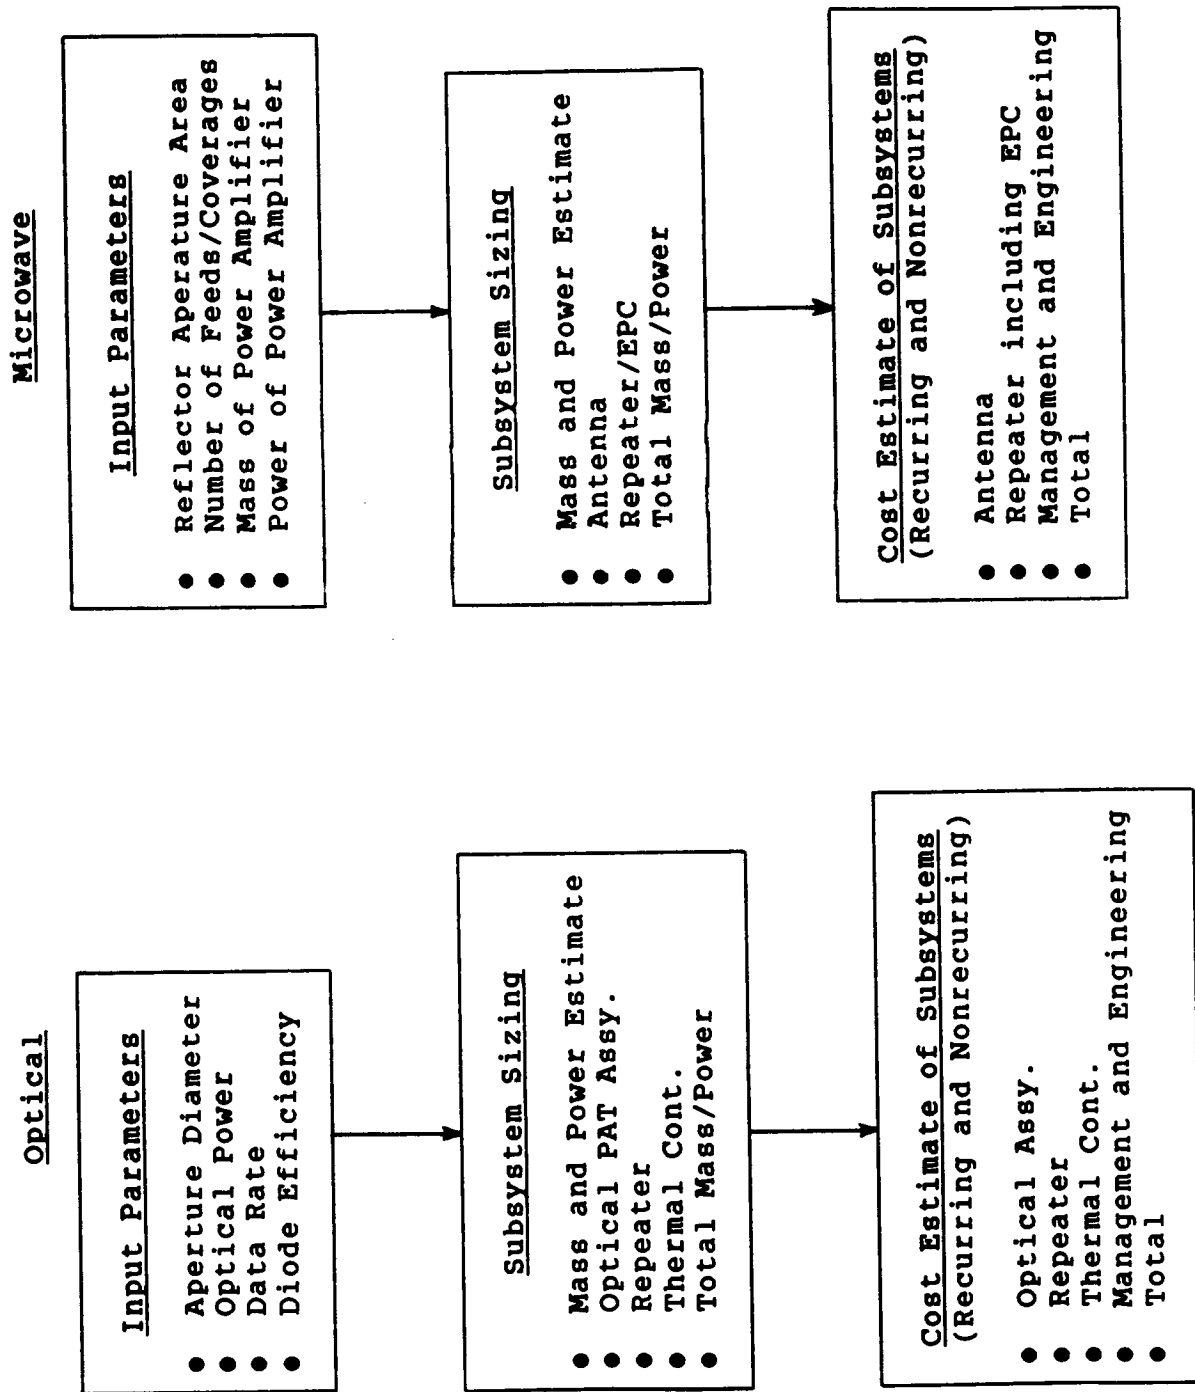 Optical
Input Parameters
● Aperture Diameter
● Optical Power
● Data Rate
● Diode Efficiency
Subsystem Sizing
● Mass and Power Estimate
● Optical PAT Assy.
● Repeater
● Thermal Cont.
● Total Mass/Power
Cost Estimate of Subsystems
(Recurring and Nonrecurring)
● Optical Assy.
● Repeater
● Thermal Cont.
● Management and Engineering
● Total
Microwave
Input Parameters
● Reflector Aperature Area
● Number of Feeds/Coverages
● Mass of Power Amplifier
● Power of Power Amplifier
Subsystem Sizing
● Mass and Power Estimate
● Antenna
● Repeater/EPC
● Total Mass/Power
Cost Estimate of Subsystems
(Recuring and Nonrecurring)
● Antenna
● Repeater including EPC
● Management and Engineering
● Total